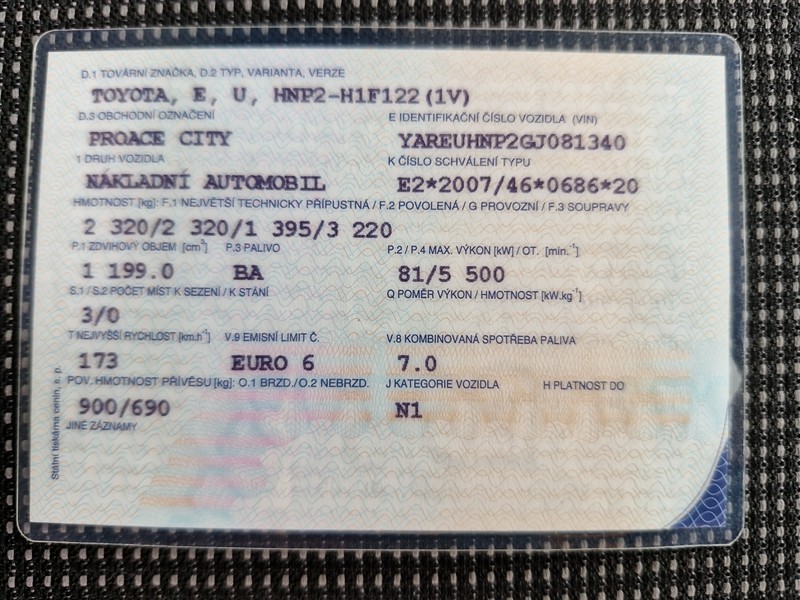 D.1 TOVÁRNÍ ZNAČKA, D.2 TYP, VARIANTA, VERZE
TOYOTA, E, U, HNP2-H1F122(1V)
D.3 OBCHODNÍ OZNAČENÍ E IDENTIFIKAČNÍ ČÍSLO VOZIDLA (VIN)
PROACE CITY YAREUHNP2GJ081340
1 DRUH VOZIDLA K ČÍSLO SCHVÁLENÍ TYPU
NÁKLADNÍ AUTOMOBIL E2*2007/46*0686*20
HMOTNOST [kg]: F.1 NEJVĚTŠÍ TECHNICKY PŘÍPUSTNÁ / F.2 POVOLENÁ / G PROVOZNÍ / F.3 SOUPRAVY
2 320/2 320/1 395/3 220
P.1 ZDVIHOVÝ OBJEM [cm³] P.3 PALIVO P.2 / P.4 MAX. VÝKON [kW] / OT. [min.⁻¹]
1 199.0 BA 81/5 500
S.1 / S.2 POČET MÍST K SEZENÍ / K STÁNÍ Q POMĚR VÝKON / HMOTNOST [kW.kg⁻¹]
3/0
T NEJVYŠŠÍ RYCHLOST [km.h⁻¹] V.9 EMISNÍ LIMIT Č. V.8 KOMBINOVANÁ SPOTŘEBA PALIVA
173 EURO 6 7.0
POV. HMOTNOST PŘÍVĚSU [kg]: O.1 BRZD./O.2 NEBRZD. J KATEGORIE VOZIDLA H PLATNOST DO
900/690 N1
JINÉ ZÁZNAMY
Státní tiskárna cenin, s. p.